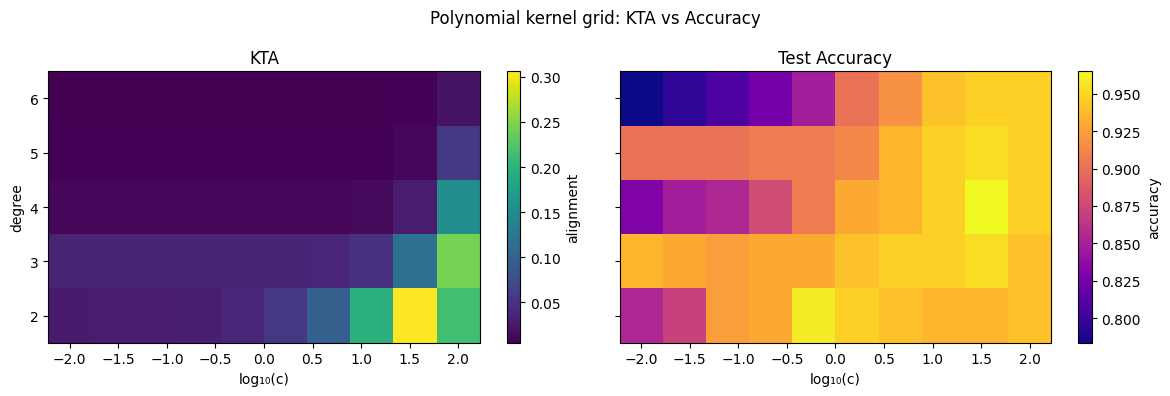 Polynomial kernel grid: KTA vs Accuracy
KTA
6
5
4
3
2
degree
−2.0 −1.5 −1.0 −0.5 0.0 0.5 1.0 1.5 2.0
log₁₀(c)
0.30
0.25
0.20
0.15
0.10
0.05
alignment
Test Accuracy
−2.0 −1.5 −1.0 −0.5 0.0 0.5 1.0 1.5 2.0
log₁₀(c)
0.950
0.925
0.900
0.875
0.850
0.825
0.800
accuracy